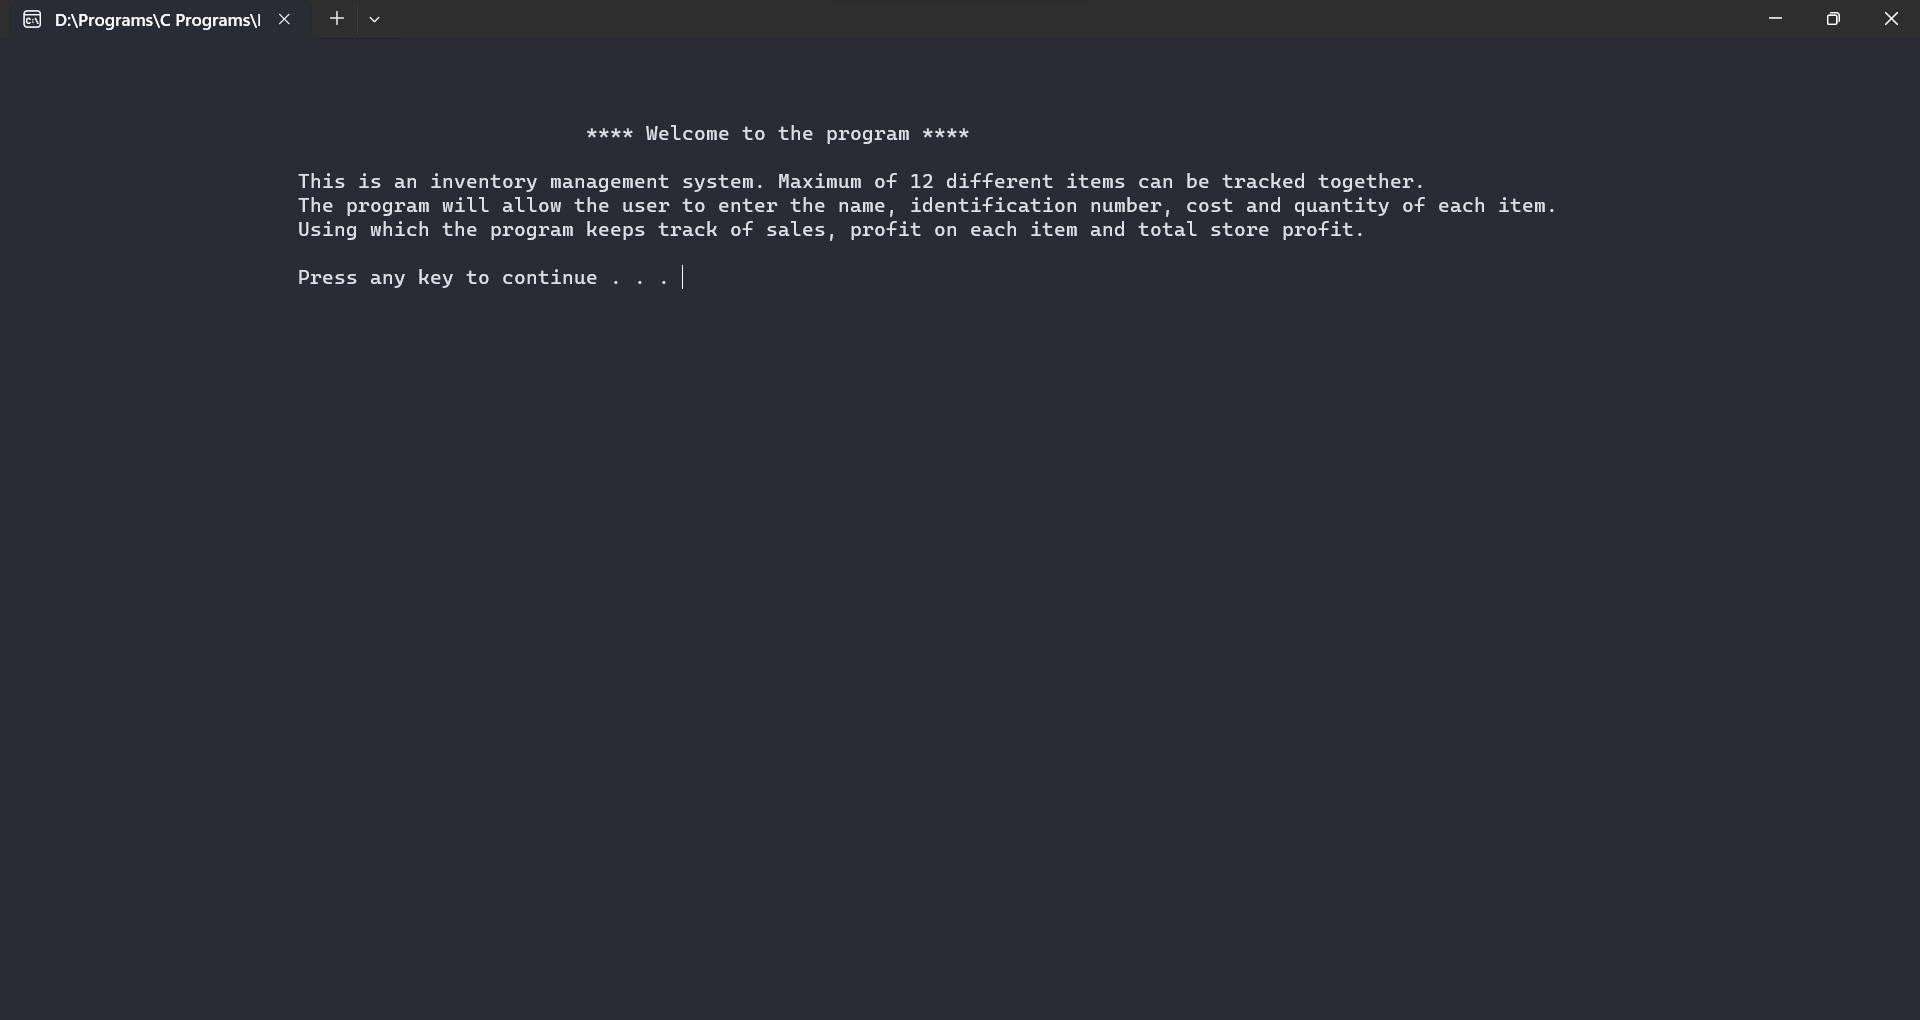 D:\Programs\C Programs\I
**** Welcome to the program ****
This is an inventory management system. Maximum of 12 different items can be tracked together.
The program will allow the user to enter the name, identification number, cost and quantity of each item.
Using which the program keeps track of sales, profit on each item and total store profit.
Press any key to continue . . .